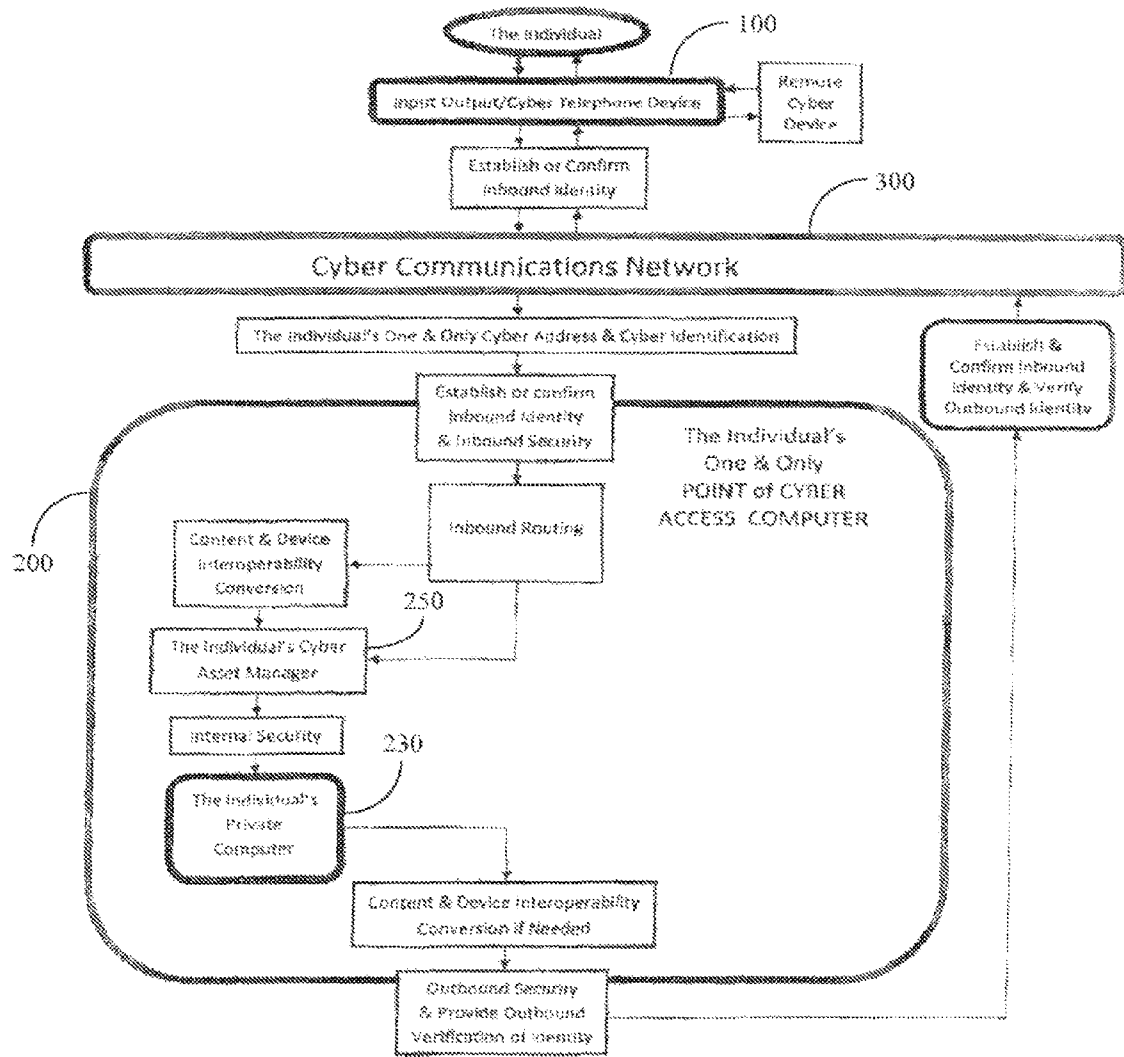 The Individual
100
Input Output/Cyber Telephone Device
Remote
Cyber
Device
Establish or Confirm
Inbound Identity
300
Cyber Communications Network
The Individual's One & Only Cyber Address & Cyber Identification
Establish &
Confirm Inbound
Identity & Verify
Outbound Identity
Establish or confirm
Inbound Identity
& Inbound Security
The Individual's
One & Only
POINT of CYBER
ACCESS COMPUTER
200
Inbound Routing
Content & Device
Interoperability
Conversion
250
The Individual's Cyber
Asset Manager
Internal Security
230
The Individual's
Private
Computer
Content & Device Interoperability
Conversion if Needed
Outbound Security
& Provide Outbound
Verification of Identity